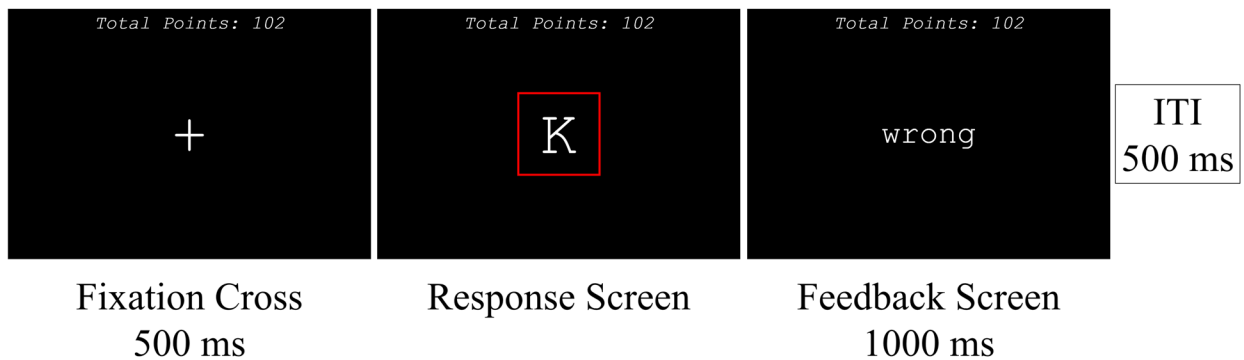 Total Points: 102
+
Fixation Cross
500 ms
Total Points: 102
K
Response Screen
Total Points: 102
wrong
Feedback Screen
1000 ms
ITI
500 ms